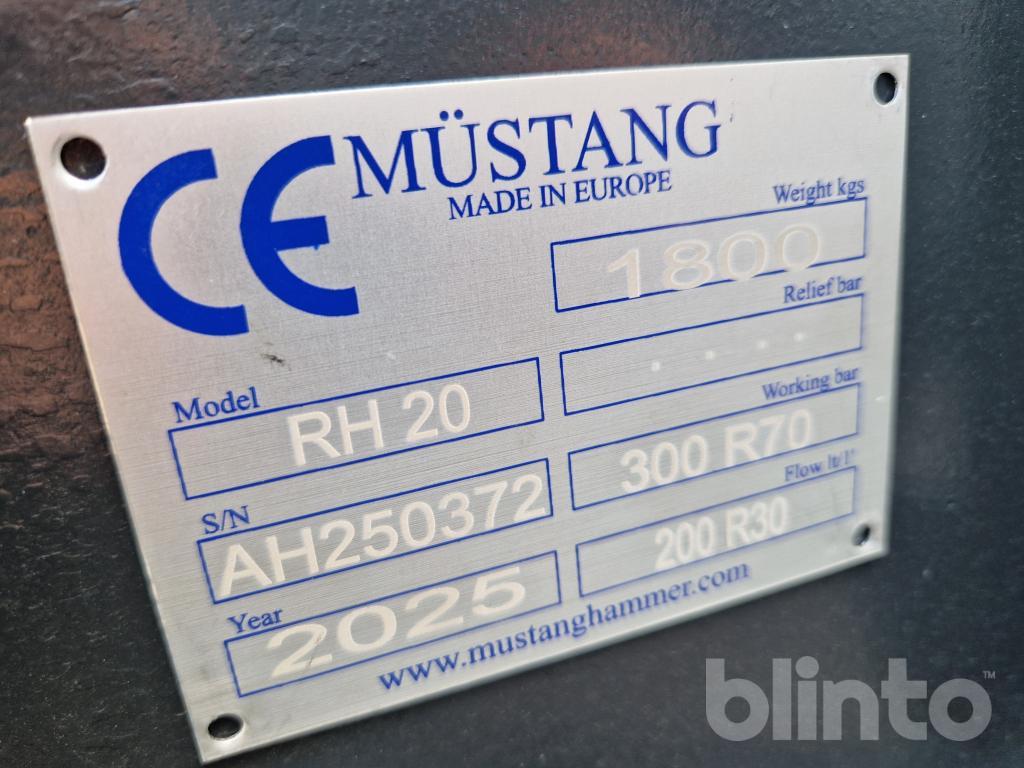 CE MÜSTANG
MADE IN EUROPE
Weight kgs
1800
Relief bar
. . . .
Model
RH 20
Working bar
300 R70
S/N
AH250372
Flow lt/1'
200 R30
Year
2025
www.mustanghammer.com
blinto™